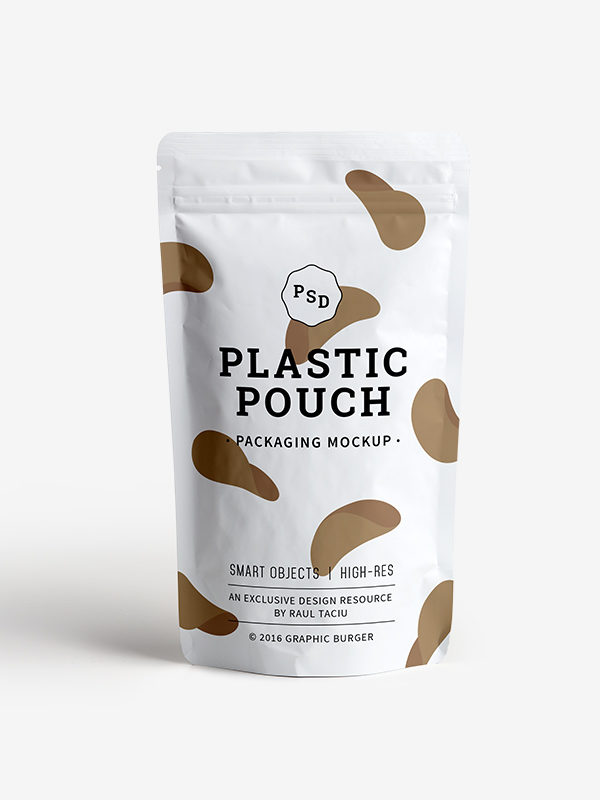 PSD
PLASTIC
POUCH
· PACKAGING MOCKUP ·
SMART OBJECTS | HIGH-RES
AN EXCLUSIVE DESIGN RESOURCE
BY RAUL TACIU
© 2016 GRAPHIC BURGER